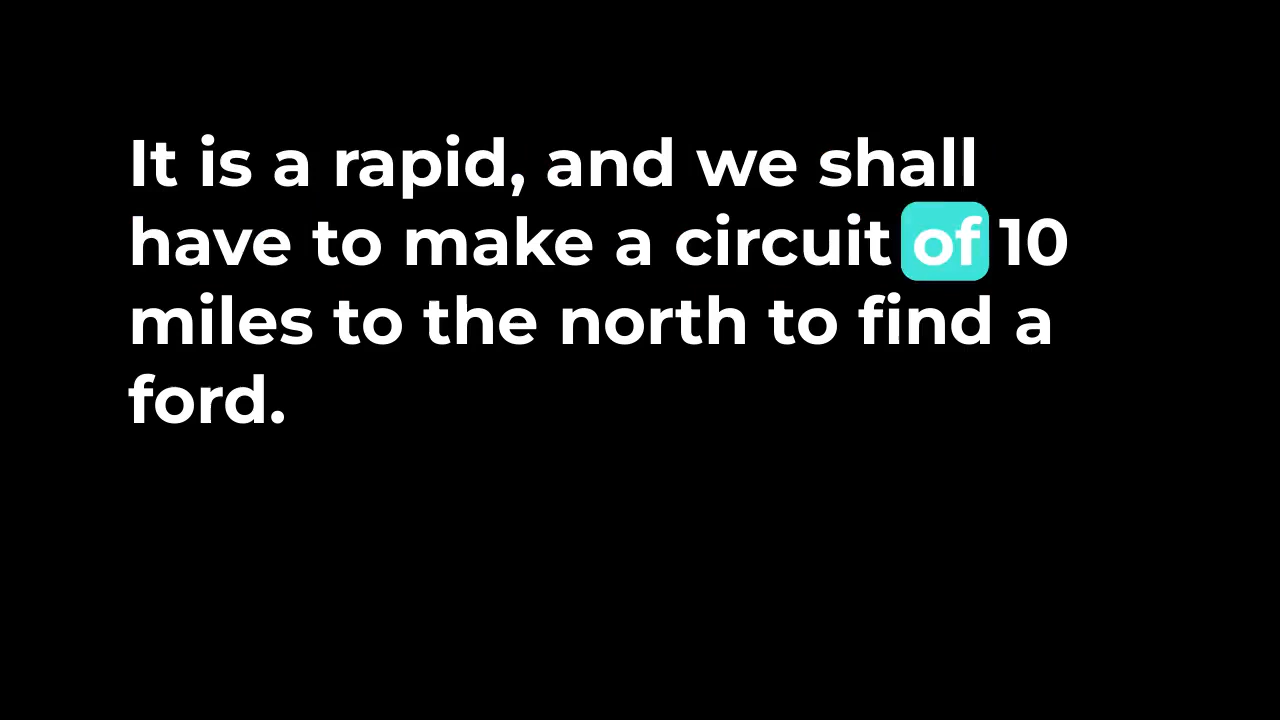 It is a rapid, and we shall
have to make a circuit of 10
miles to the north to find a
ford.